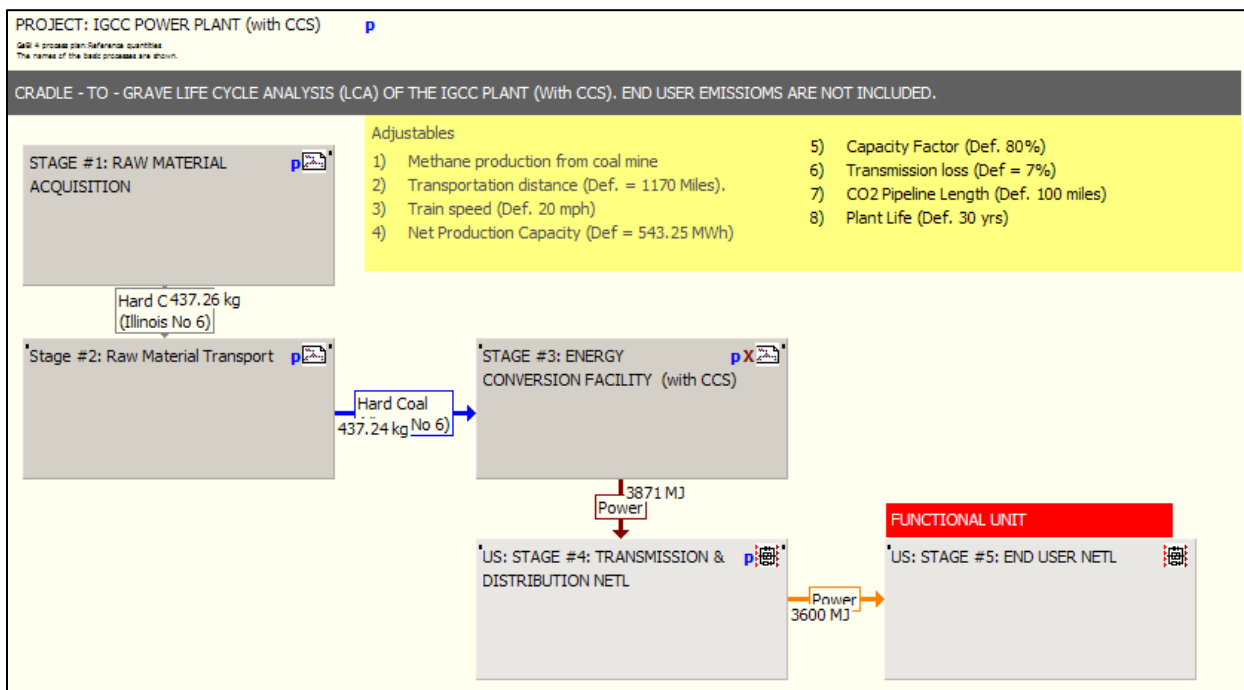 PROJECT: IGCC POWER PLANT (with CCS) p
GaBi 4 process plan:Reference quantities
The names of the basic processes are shown.
CRADLE - TO - GRAVE LIFE CYCLE ANALYSIS (LCA) OF THE IGCC PLANT (With CCS). END USER EMISSIOMS ARE NOT INCLUDED.
Adjustables
1) Methane production from coal mine
2) Transportation distance (Def. = 1170 Miles).
3) Train speed (Def. 20 mph)
4) Net Production Capacity (Def = 543.25 MWh)
5) Capacity Factor (Def. 80%)
6) Transmission loss (Def = 7%)
7) CO2 Pipeline Length (Def. 100 miles)
8) Plant Life (Def. 30 yrs)
STAGE #1: RAW MATERIAL p
ACQUISITION
Hard C 437.26 kg
(Illinois No 6)
Stage #2: Raw Material Transport p
Hard Coal
437.24 kg No 6)
STAGE #3: ENERGY p X
CONVERSION FACILITY (with CCS)
3871 MJ
Power
US: STAGE #4: TRANSMISSION & p
DISTRIBUTION NETL
Power
3600 MJ
FUNCTIONAL UNIT
US: STAGE #5: END USER NETL